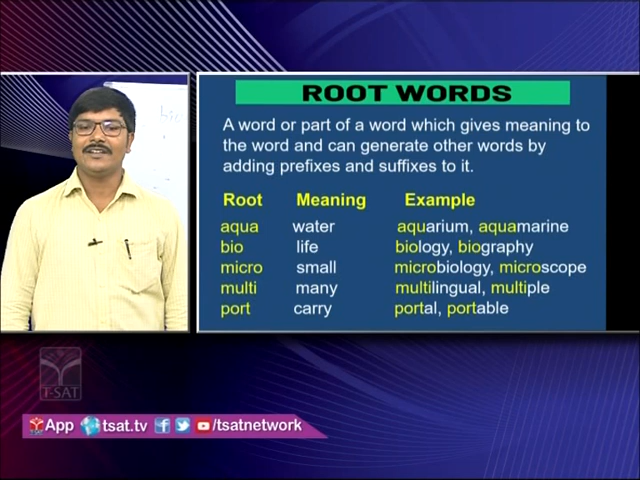 ROOT WORDS
A word or part of a word which gives meaning to
the word and can generate other words by
adding prefixes and suffixes to it.
Root Meaning Example
aqua water aquarium, aquamarine
bio life biology, biography
micro small microbiology, microscope
multi many multilingual, multiple
port carry portal, portable
T-SAT
App tsat.tv /tsatnetwork